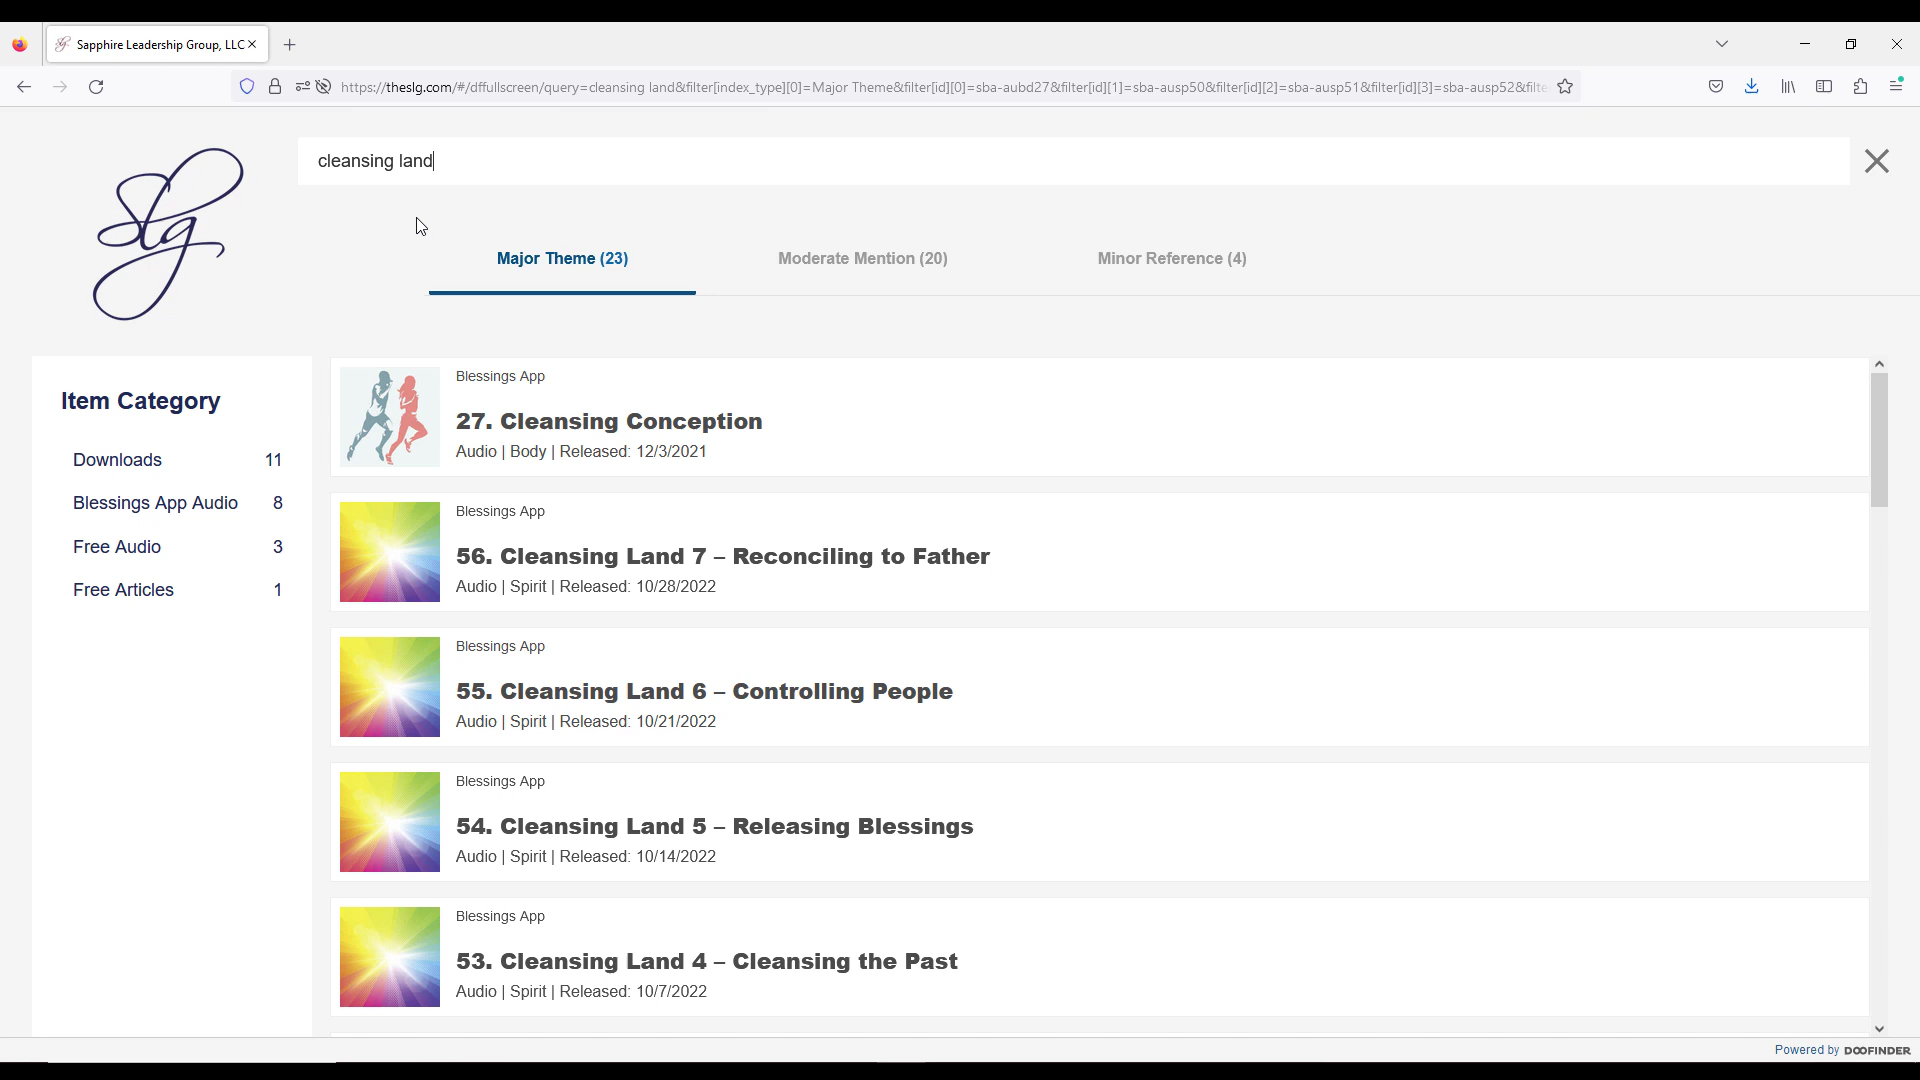 Sapphire Leadership Group, LLC
https://theslg.com/#/dffullscreen/query=cleansing land&filter[index_type][0]=Major Theme&filter[id][0]=sba-aubd27&filter[id][1]=sba-ausp50&filter[id][2]=sba-ausp51&filter[id][3]=sba-ausp52&filte
slg
cleansing land
Major Theme (23)
Moderate Mention (20)
Minor Reference (4)
Item Category
Downloads 11
Blessings App Audio 8
Free Audio 3
Free Articles 1
Blessings App
27. Cleansing Conception
Audio | Body | Released: 12/3/2021
Blessings App
56. Cleansing Land 7 – Reconciling to Father
Audio | Spirit | Released: 10/28/2022
Blessings App
55. Cleansing Land 6 – Controlling People
Audio | Spirit | Released: 10/21/2022
Blessings App
54. Cleansing Land 5 – Releasing Blessings
Audio | Spirit | Released: 10/14/2022
Blessings App
53. Cleansing Land 4 – Cleansing the Past
Audio | Spirit | Released: 10/7/2022
Powered by DOOFINDER